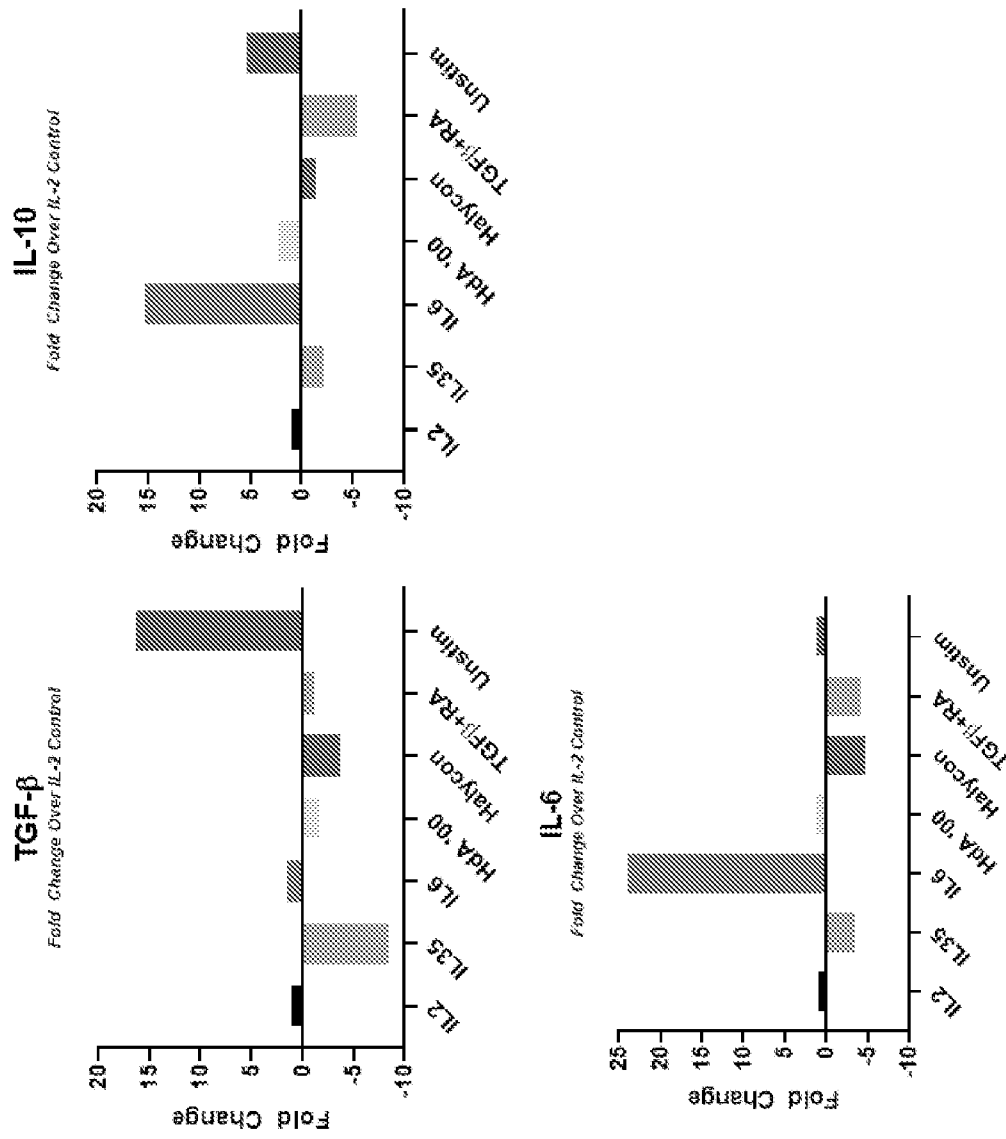 TGF-β
Fold Change Over IL-2 Control
Fold Change
20
15
10
5
0
-5
-10
IL2
IL35
IL6
HdA '00
Halycon
TGFβ+RA
Unstim
IL-10
Fold Change Over IL-2 Control
Fold Change
20
15
10
5
0
-5
-10
IL2
IL35
IL6
HdA '00
Halycon
TGFβ+RA
Unstim
IL-6
Fold Change Over IL-2 Control
Fold Change
25
20
15
10
5
0
-5
-10
IL2
IL35
IL6
HdA '00
Halycon
TGFβ+RA
Unstim